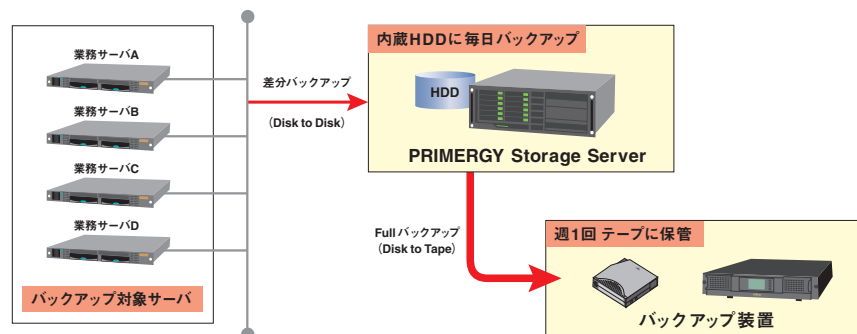 業務サーバA
業務サーバB
業務サーバC
業務サーバD
バックアップ対象サーバ
差分バックアップ
(Disk to Disk)
内蔵HDDに毎日バックアップ
HDD
PRIMERGY Storage Server
Full バックアップ
(Disk to Tape)
週1回 テープに保管
バックアップ装置